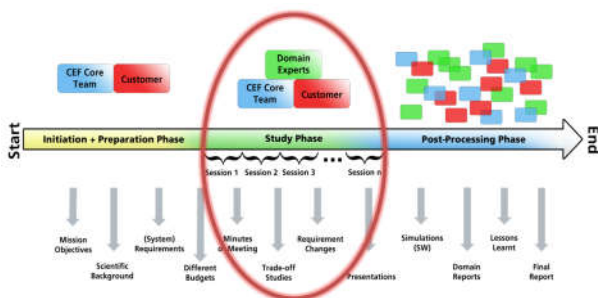 Domain
Experts
CEF Core
Team
Customer
CEF Core
Team
Customer
Start
Initiation + Preparation Phase
Study Phase
Post-Processing Phase
End
Session 1
Session 2
Session 3
...
Session n
Mission
Objectives
(System)
Requirements
Minutes
of Meeting
Requirement
Changes
Simulations
(SW)
Lessons
Learnt
Scientific
Background
Different
Budgets
Trade-off
Studies
Presentations
Domain
Reports
Final
Report